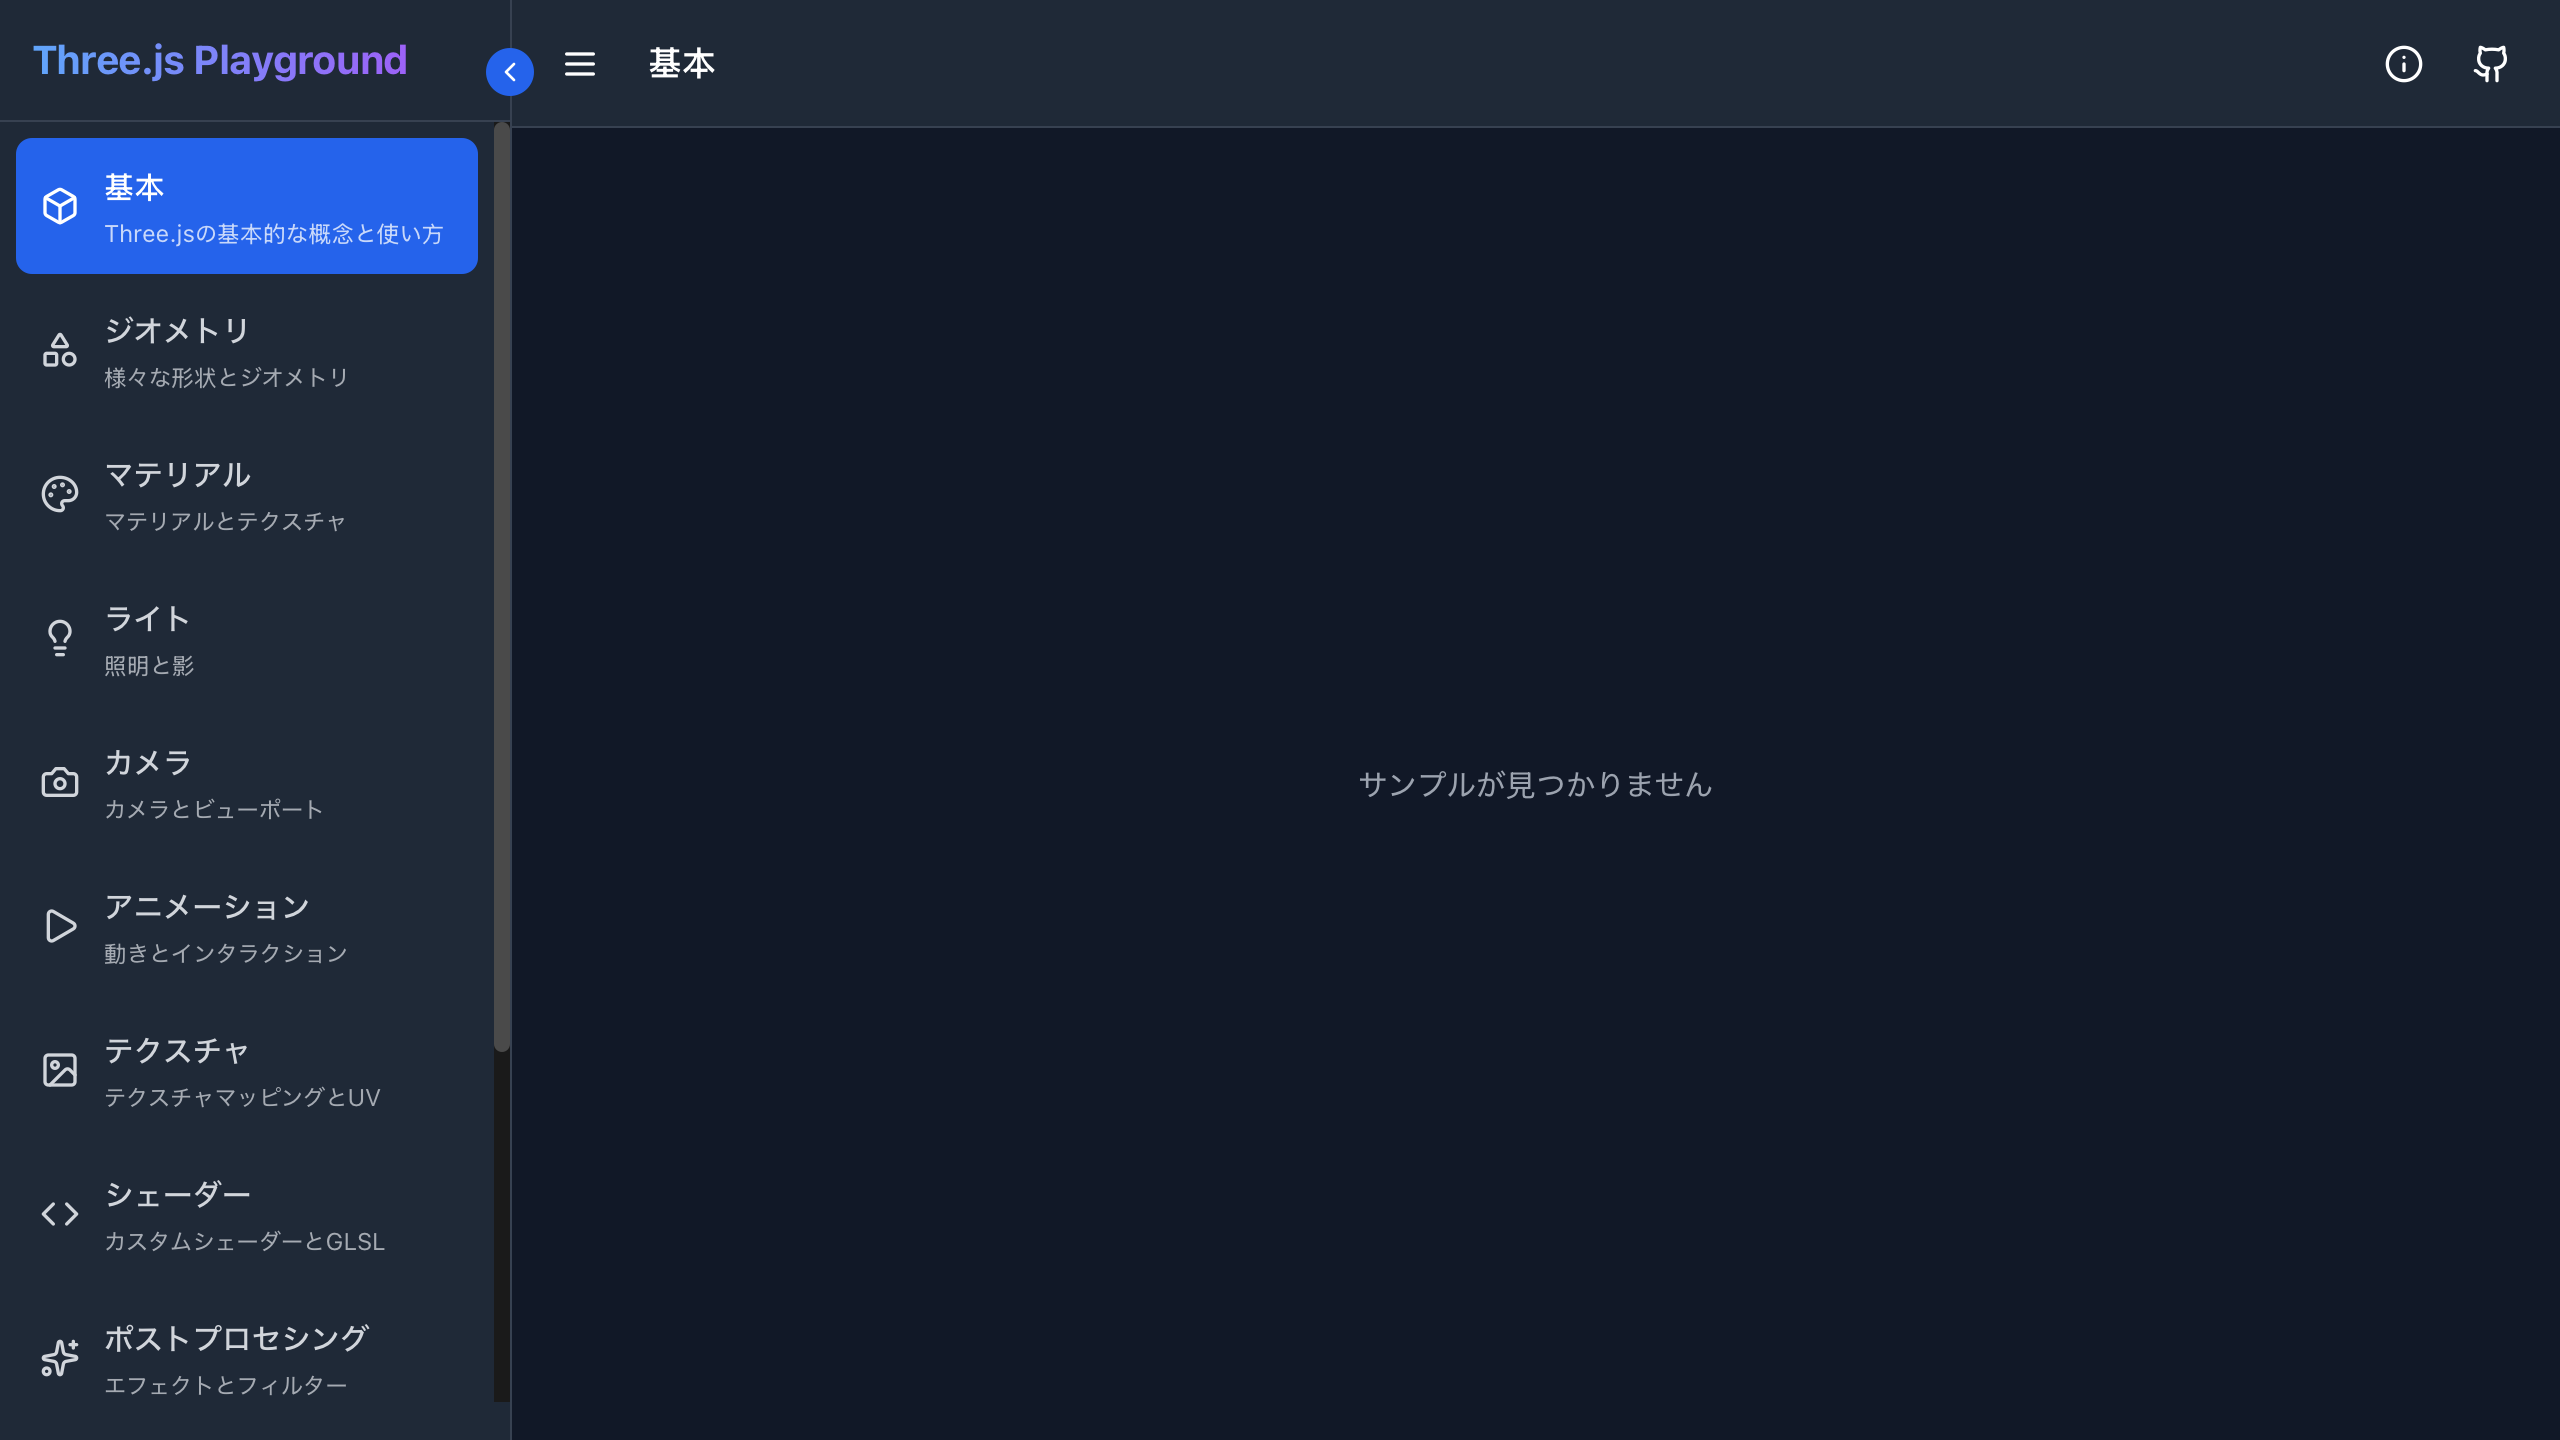 Three.js Playground
基本
基本
Three.jsの基本的な概念と使い方
ジオメトリ
様々な形状とジオメトリ
マテリアル
マテリアルとテクスチャ
ライト
照明と影
カメラ
カメラとビューポート
アニメーション
動きとインタラクション
テクスチャ
テクスチャマッピングとUV
シェーダー
カスタムシェーダーとGLSL
ポストプロセシング
エフェクトとフィルター
サンプルが見つかりません